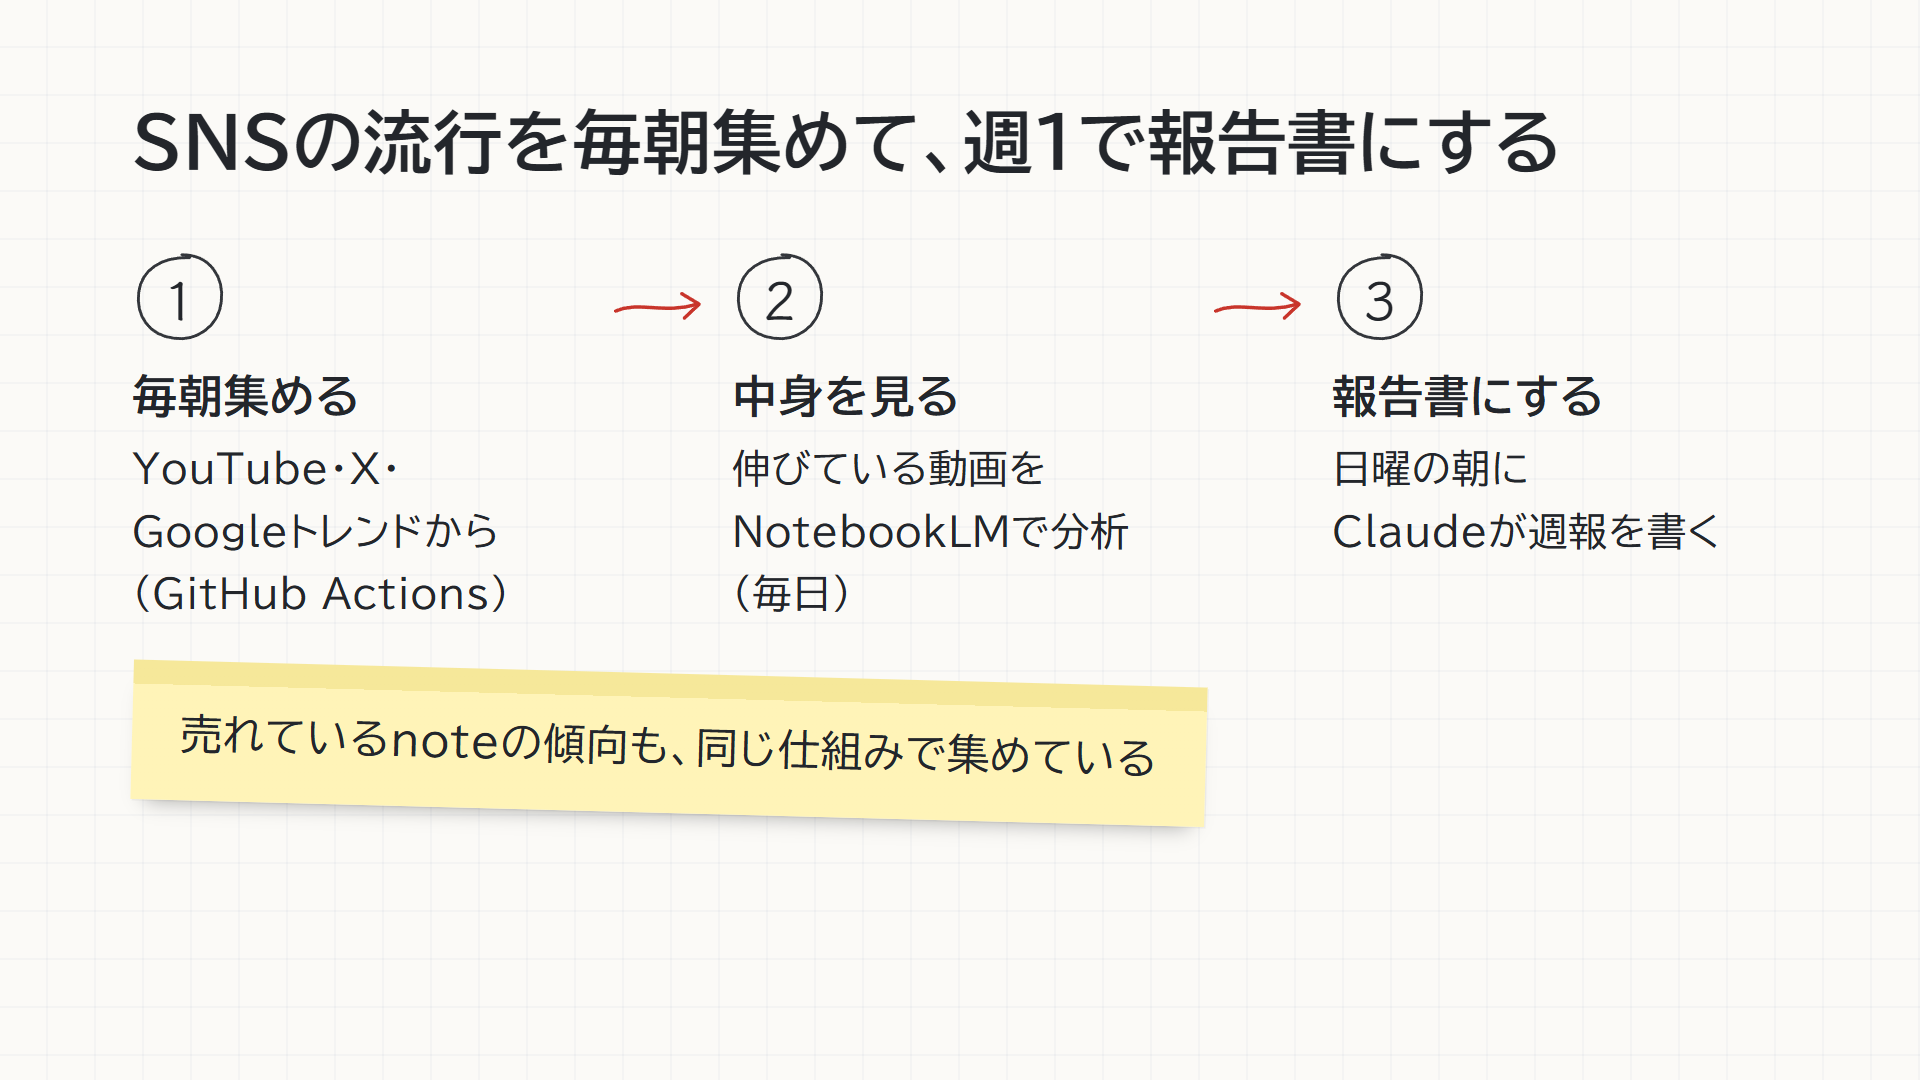 SNSの流行を毎朝集めて、週1で報告書にする
1
毎朝集める
YouTube・X・
Googleトレンドから
（GitHub Actions）
2
中身を見る
伸びている動画を
NotebookLMで分析
（毎日）
3
報告書にする
日曜の朝に
Claudeが週報を書く
売れているnoteの傾向も、同じ仕組みで集めている